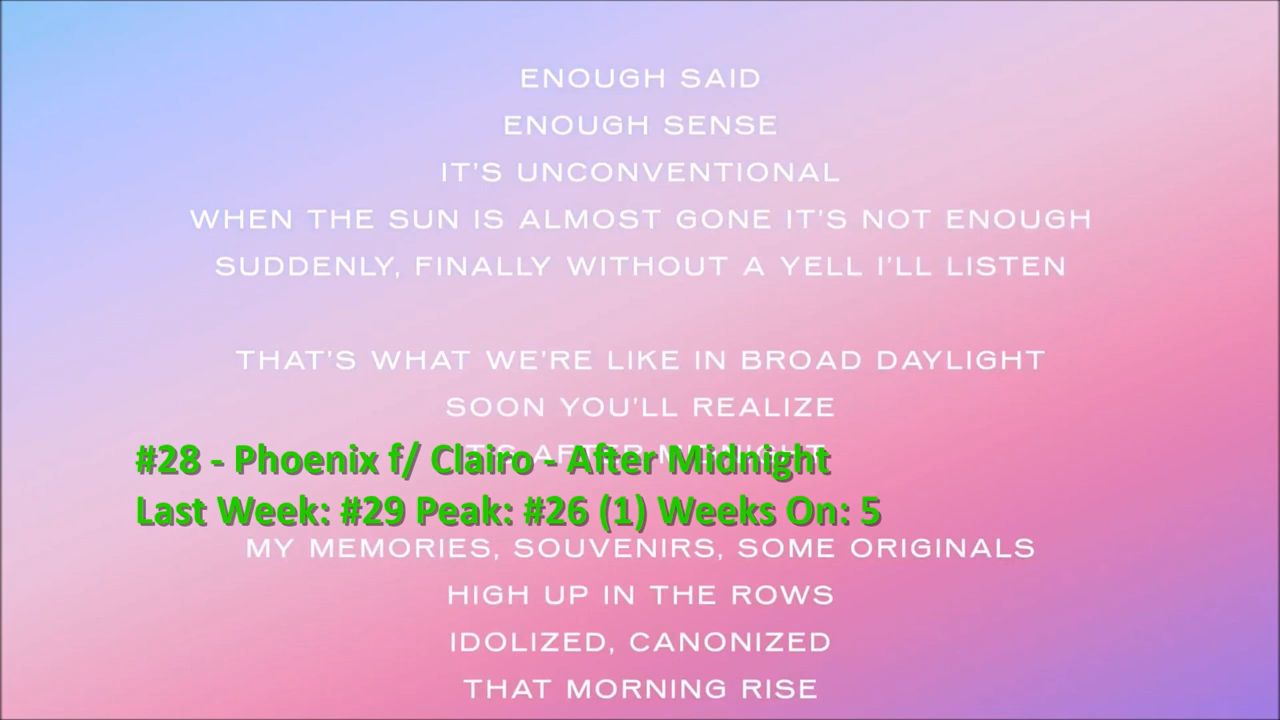 ENOUGH SAID
ENOUGH SENSE
IT'S UNCONVENTIONAL
WHEN THE SUN IS ALMOST GONE IT'S NOT ENOUGH
SUDDENLY, FINALLY WITHOUT A YELL I'LL LISTEN
THAT'S WHAT WE'RE LIKE IN BROAD DAYLIGHT
SOON YOU'LL REALIZE
IT'S AFTER MIDNIGHT
#28 - Phoenix f/ Clairo - After Midnight
Last Week: #29 Peak: #26 (1) Weeks On: 5
MY MEMORIES, SOUVENIRS, SOME ORIGINALS
HIGH UP IN THE ROWS
IDOLIZED, CANONIZED
THAT MORNING RISE